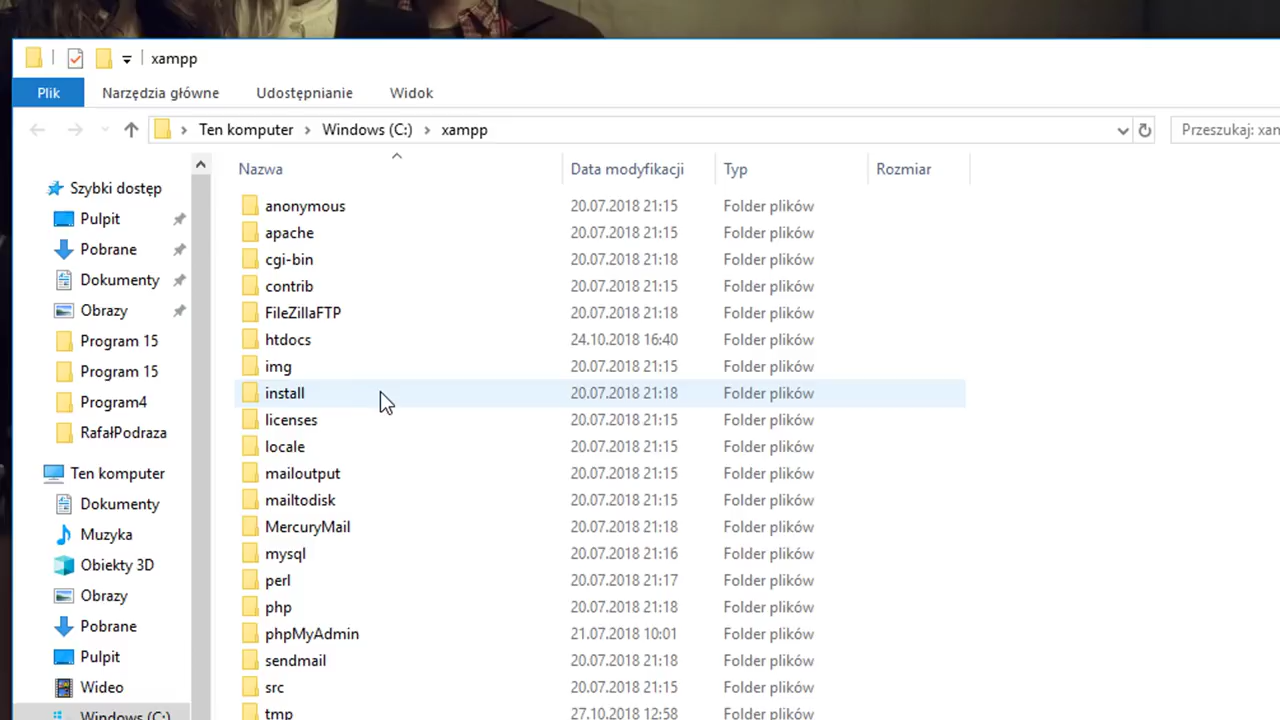 xampp
Plik Narzędzia główne Udostępnianie Widok
Ten komputer Windows (C:) xampp
Przeszukaj: xam
Nazwa Data modyfikacji Typ Rozmiar
Szybki dostęp
Pulpit
Pobrane
Dokumenty
Obrazy
Program 15
Program 15
Program4
RafałPodraza
Ten komputer
Dokumenty
Muzyka
Obiekty 3D
Obrazy
Pobrane
Pulpit
Wideo
Windows (C:)
anonymous 20.07.2018 21:15 Folder plików
apache 20.07.2018 21:15 Folder plików
cgi-bin 20.07.2018 21:18 Folder plików
contrib 20.07.2018 21:15 Folder plików
FileZillaFTP 20.07.2018 21:18 Folder plików
htdocs 24.10.2018 16:40 Folder plików
img 20.07.2018 21:15 Folder plików
install 20.07.2018 21:18 Folder plików
licenses 20.07.2018 21:15 Folder plików
locale 20.07.2018 21:15 Folder plików
mailoutput 20.07.2018 21:15 Folder plików
mailtodisk 20.07.2018 21:15 Folder plików
MercuryMail 20.07.2018 21:18 Folder plików
mysql 20.07.2018 21:16 Folder plików
perl 20.07.2018 21:17 Folder plików
php 20.07.2018 21:18 Folder plików
phpMyAdmin 21.07.2018 10:01 Folder plików
sendmail 20.07.2018 21:18 Folder plików
src 20.07.2018 21:15 Folder plików
tmp 27.10.2018 12:58 Folder plików